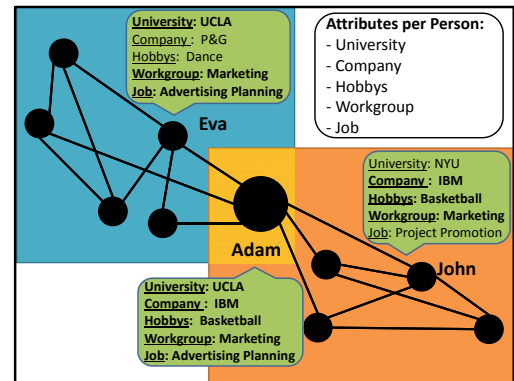 University: UCLA
Company : P&G
Hobbys: Dance
Workgroup: Marketing
Job: Advertising Planning
Eva
Attributes per Person:
- University
- Company
- Hobbys
- Workgroup
- Job
University: NYU
Company : IBM
Hobbys: Basketball
Workgroup: Marketing
Job: Project Promotion
Adam
John
University: UCLA
Company : IBM
Hobbys: Basketball
Workgroup: Marketing
Job: Advertising Planning